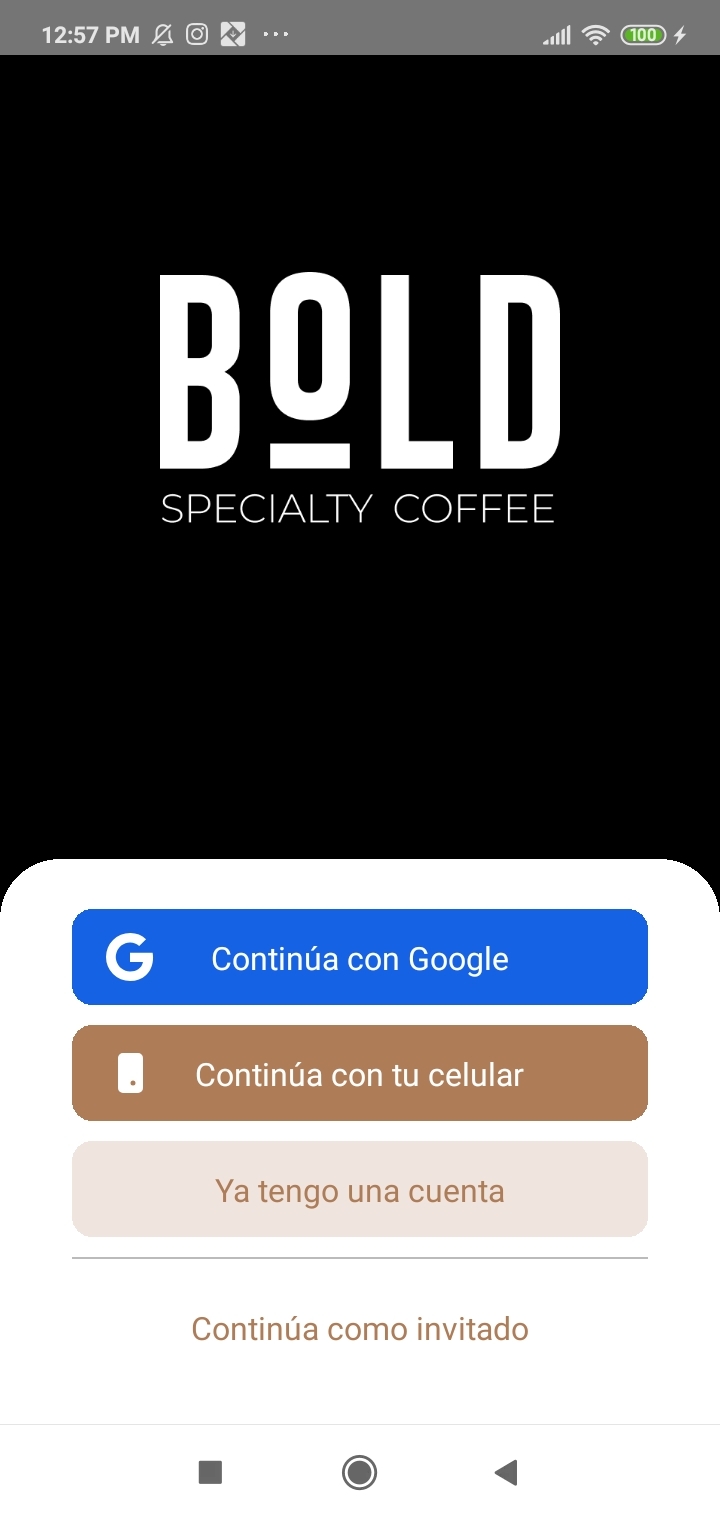 12:57 PM
100
BOLD
SPECIALTY COFFEE
G
Continúa con Google
Continúa con tu celular
Ya tengo una cuenta
Continúa como invitado